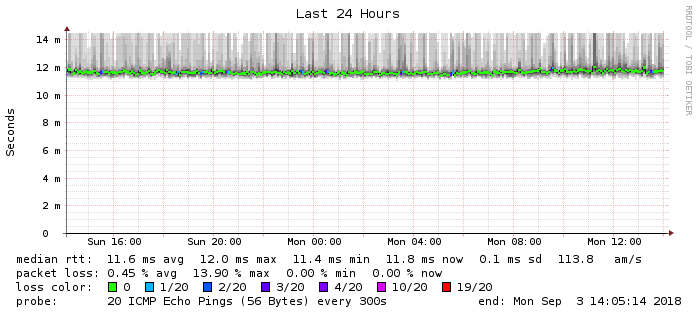 Last 24 Hours
RRDTOOL / TOBI OETIKER
Seconds
14 m
12 m
10 m
8 m
6 m
4 m
2 m
0
Sun 16:00 Sun 20:00 Mon 00:00 Mon 04:00 Mon 08:00 Mon 12:00
median rtt: 11.6 ms avg 12.0 ms max 11.4 ms min 11.8 ms now 0.1 ms sd 113.8 am/s
packet loss: 0.45 % avg 13.90 % max 0.00 % min 0.00 % now
loss color: 0 1/20 2/20 3/20 4/20 10/20 19/20
probe: 20 ICMP Echo Pings (56 Bytes) every 300s end: Mon Sep 3 14:05:14 2018